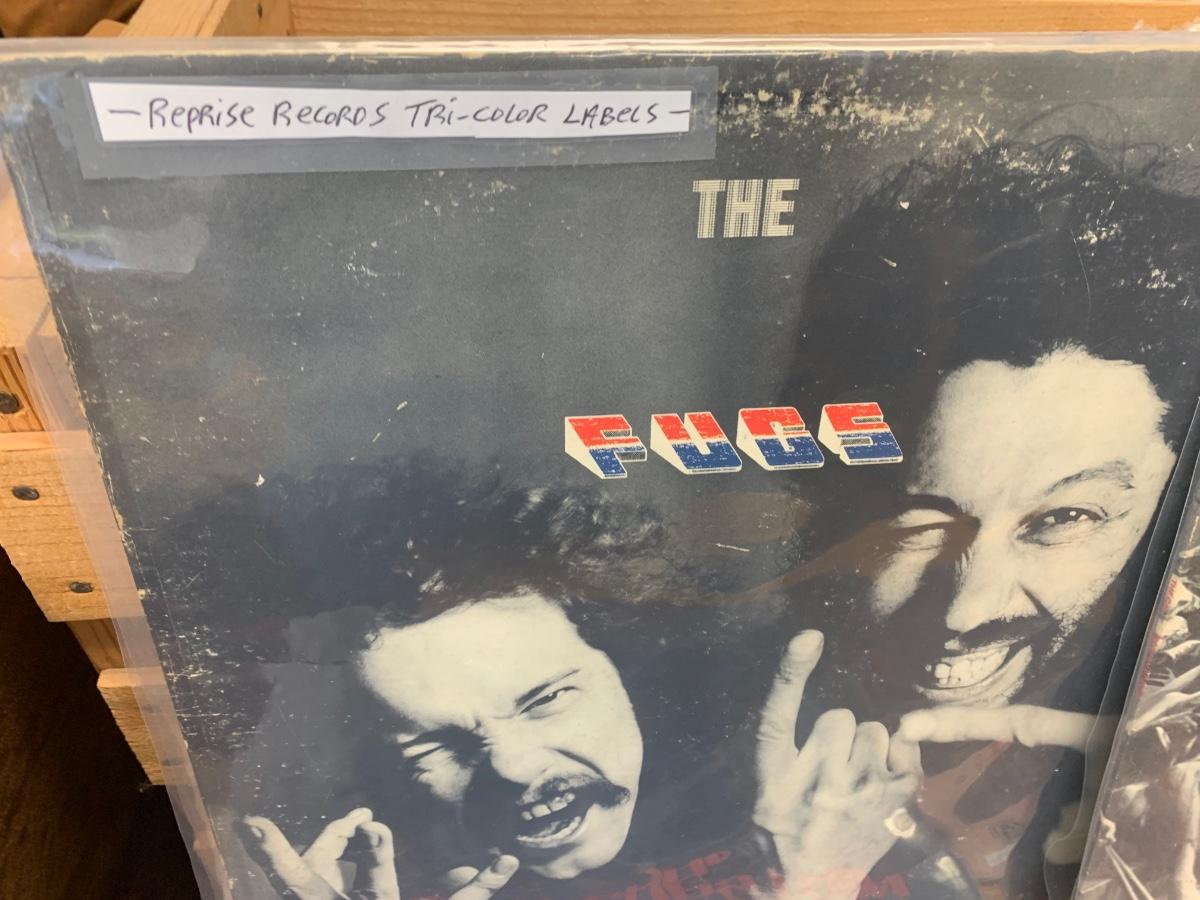 — Reprise Records Tri-Color Labels —
THE
FUGS